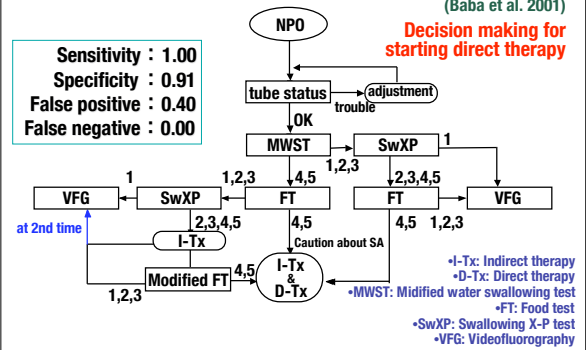 (Baba et al. 2001)
Decision making for
starting direct therapy
Sensitivity：1.00
Specificity：0.91
False positive：0.40
False negative：0.00
NPO
tube status
trouble
adjustment
OK
MWST
1,2,3
SwXP
1
4,5
2,3,4,5
VFG
1
SwXP
1,2,3
FT
FT
1,2,3
VFG
at 2nd time
2,3,4,5
4,5
4,5
I-Tx
Caution about SA
Modified FT
4,5
1,2,3
I-Tx
&
D-Tx
•I-Tx: Indirect therapy
•D-Tx: Direct therapy
•MWST: Midified water swallowing test
•FT: Food test
•SwXP: Swallowing X-P test
•VFG: Videofluorography